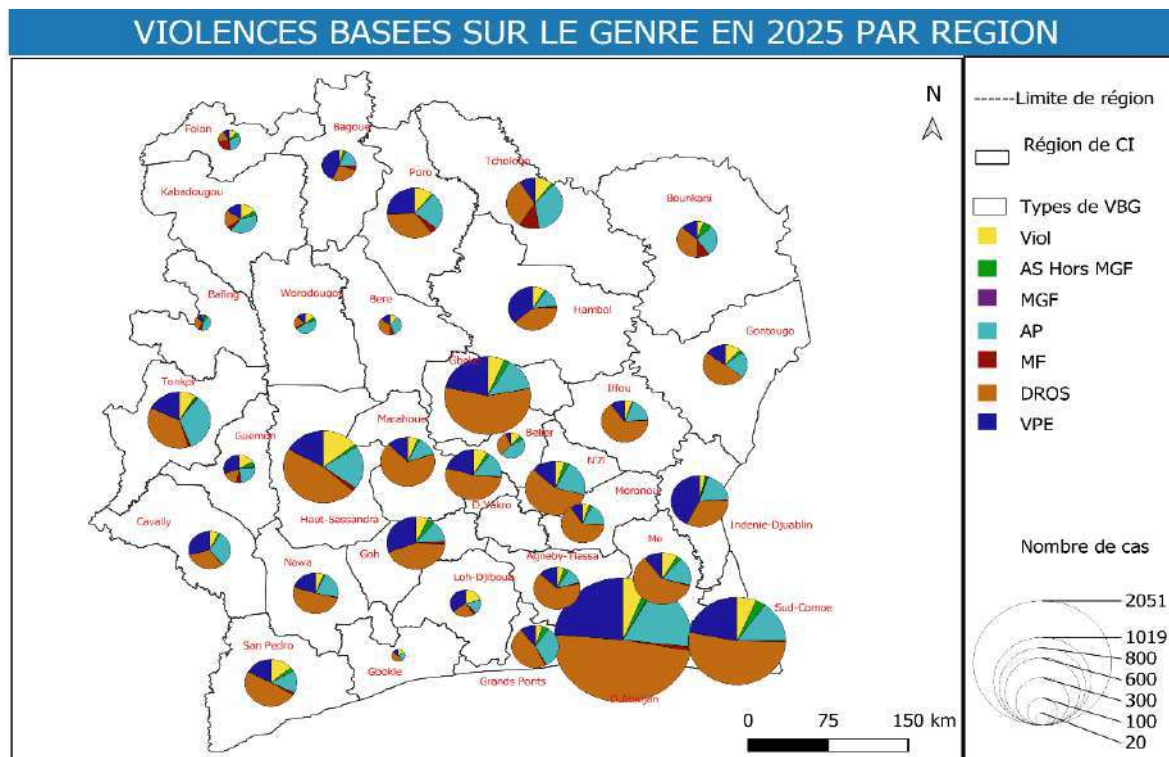 VIOLENCES BASEES SUR LE GENRE EN 2025 PAR REGION
N
Folon
Bagoue
Poro
Tchologo
Kabadougou
Bounkani
Bafing
Worodougou
Bere
Hambol
Gontougo
Gbeke
Tonkpi
Iffou
Marahoue
Guemon
Belier
N'zi
Moronou
D.Yakro
Haut-Sassandra
Indenie-Djuablin
Cavally
Goh
Me
Agneby-Tiassa
Nawa
Loh-Djiboua
Sud-Comoe
San Pedro
Gbokle
Grands Ponts
D.Abidjan
0 75 150 km
Limite de région
Région de CI
Types de VBG
Viol
AS Hors MGF
MGF
AP
MF
DROS
VPE
Nombre de cas
2051
1019
800
600
300
100
20